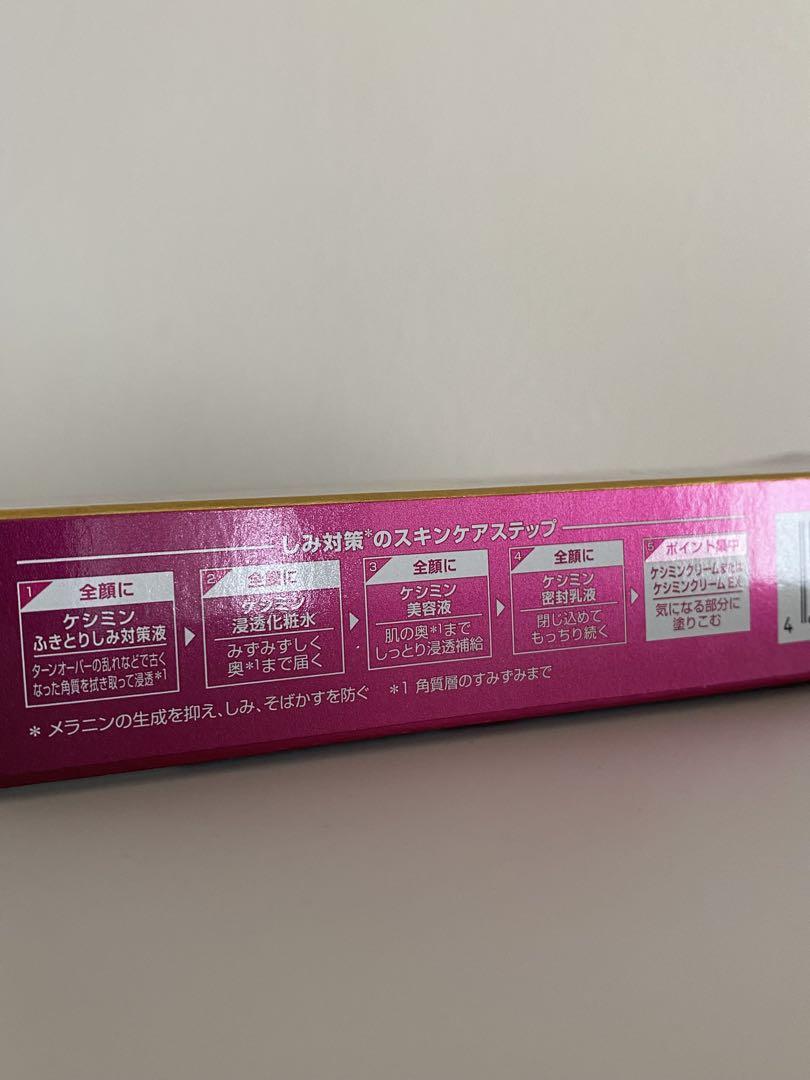 しみ対策*のスキンケアステップ
1 全顔に
ケシミン
ふきとりしみ対策液
ターンオーバーの乱れなどで古く
なった角質を拭き取って浸透*1
2 全顔に
ケシミン
浸透化粧水
みずみずしく
奥*1まで届く
3 全顔に
ケシミン
美容液
肌の奥*1まで
しっとり浸透補給
4 全顔に
ケシミン
密封乳液
閉じ込めて
もっちり続く
5 ポイント集中
ケシミンクリームまたは
ケシミンクリームEX
気になる部分に
塗りこむ
* メラニンの生成を抑え、しみ、そばかすを防ぐ *1 角質層のすみずみまで
4